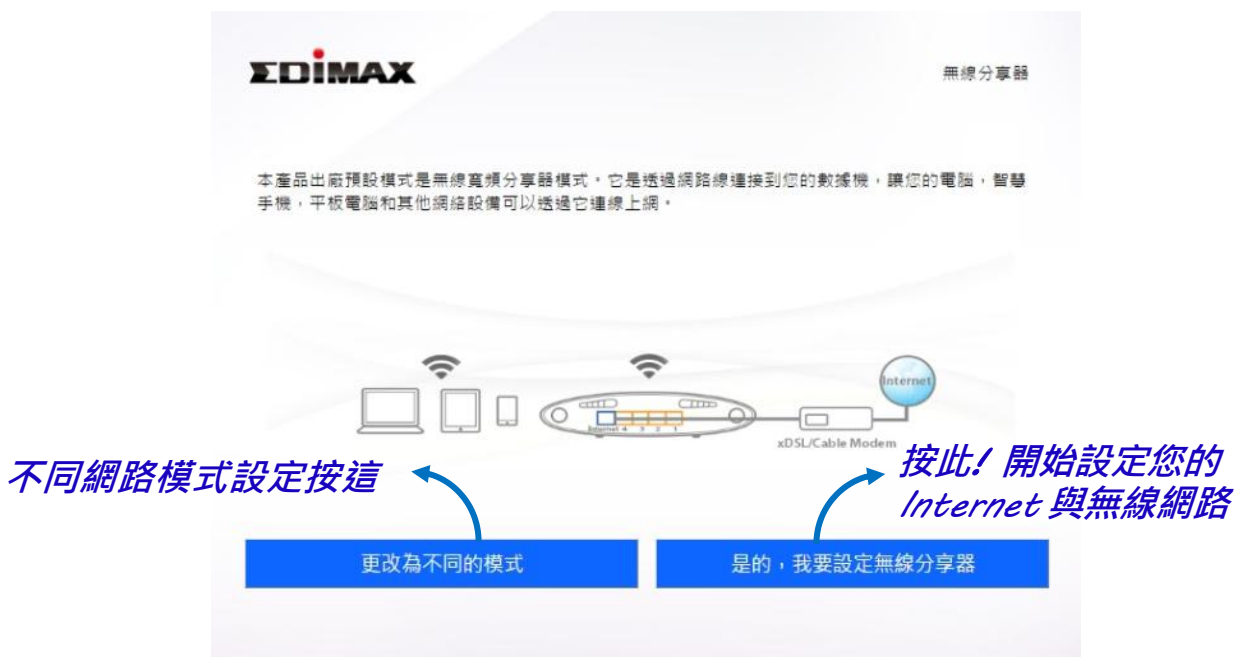 EDiMAX
無線分享器
本產品出廠預設模式是無線寬頻分享器模式。它是透過網路線連接到您的數據機，讓您的電腦，智慧
手機，平板電腦和其他網絡設備可以透過它連線上網。
Internet
Internet 4 3 2 1
xDSL/Cable Modem
不同網路模式設定按這
按此! 開始設定您的
Internet 與無線網路
更改為不同的模式
是的，我要設定無線分享器